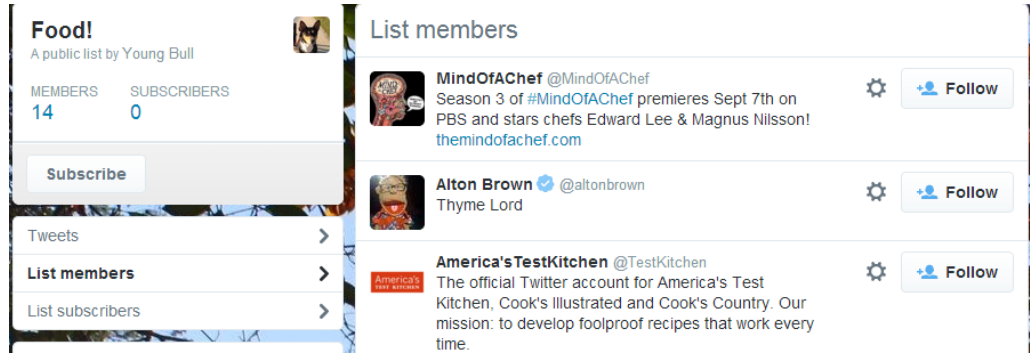 Food!
A public list by Young Bull
MEMBERS SUBSCRIBERS
14 0
Subscribe
Tweets
List members
List subscribers
List members
MindOfAChef @MindOfAChef
Season 3 of #MindOfAChef premieres Sept 7th on
PBS and stars chefs Edward Lee & Magnus Nilsson!
themindofachef.com
Follow
Alton Brown @altonbrown
Thyme Lord
Follow
America'sTestKitchen @TestKitchen
The official Twitter account for America's Test
Kitchen, Cook's Illustrated and Cook's Country. Our
mission: to develop foolproof recipes that work every
time.
Follow
America's
TEST KITCHEN